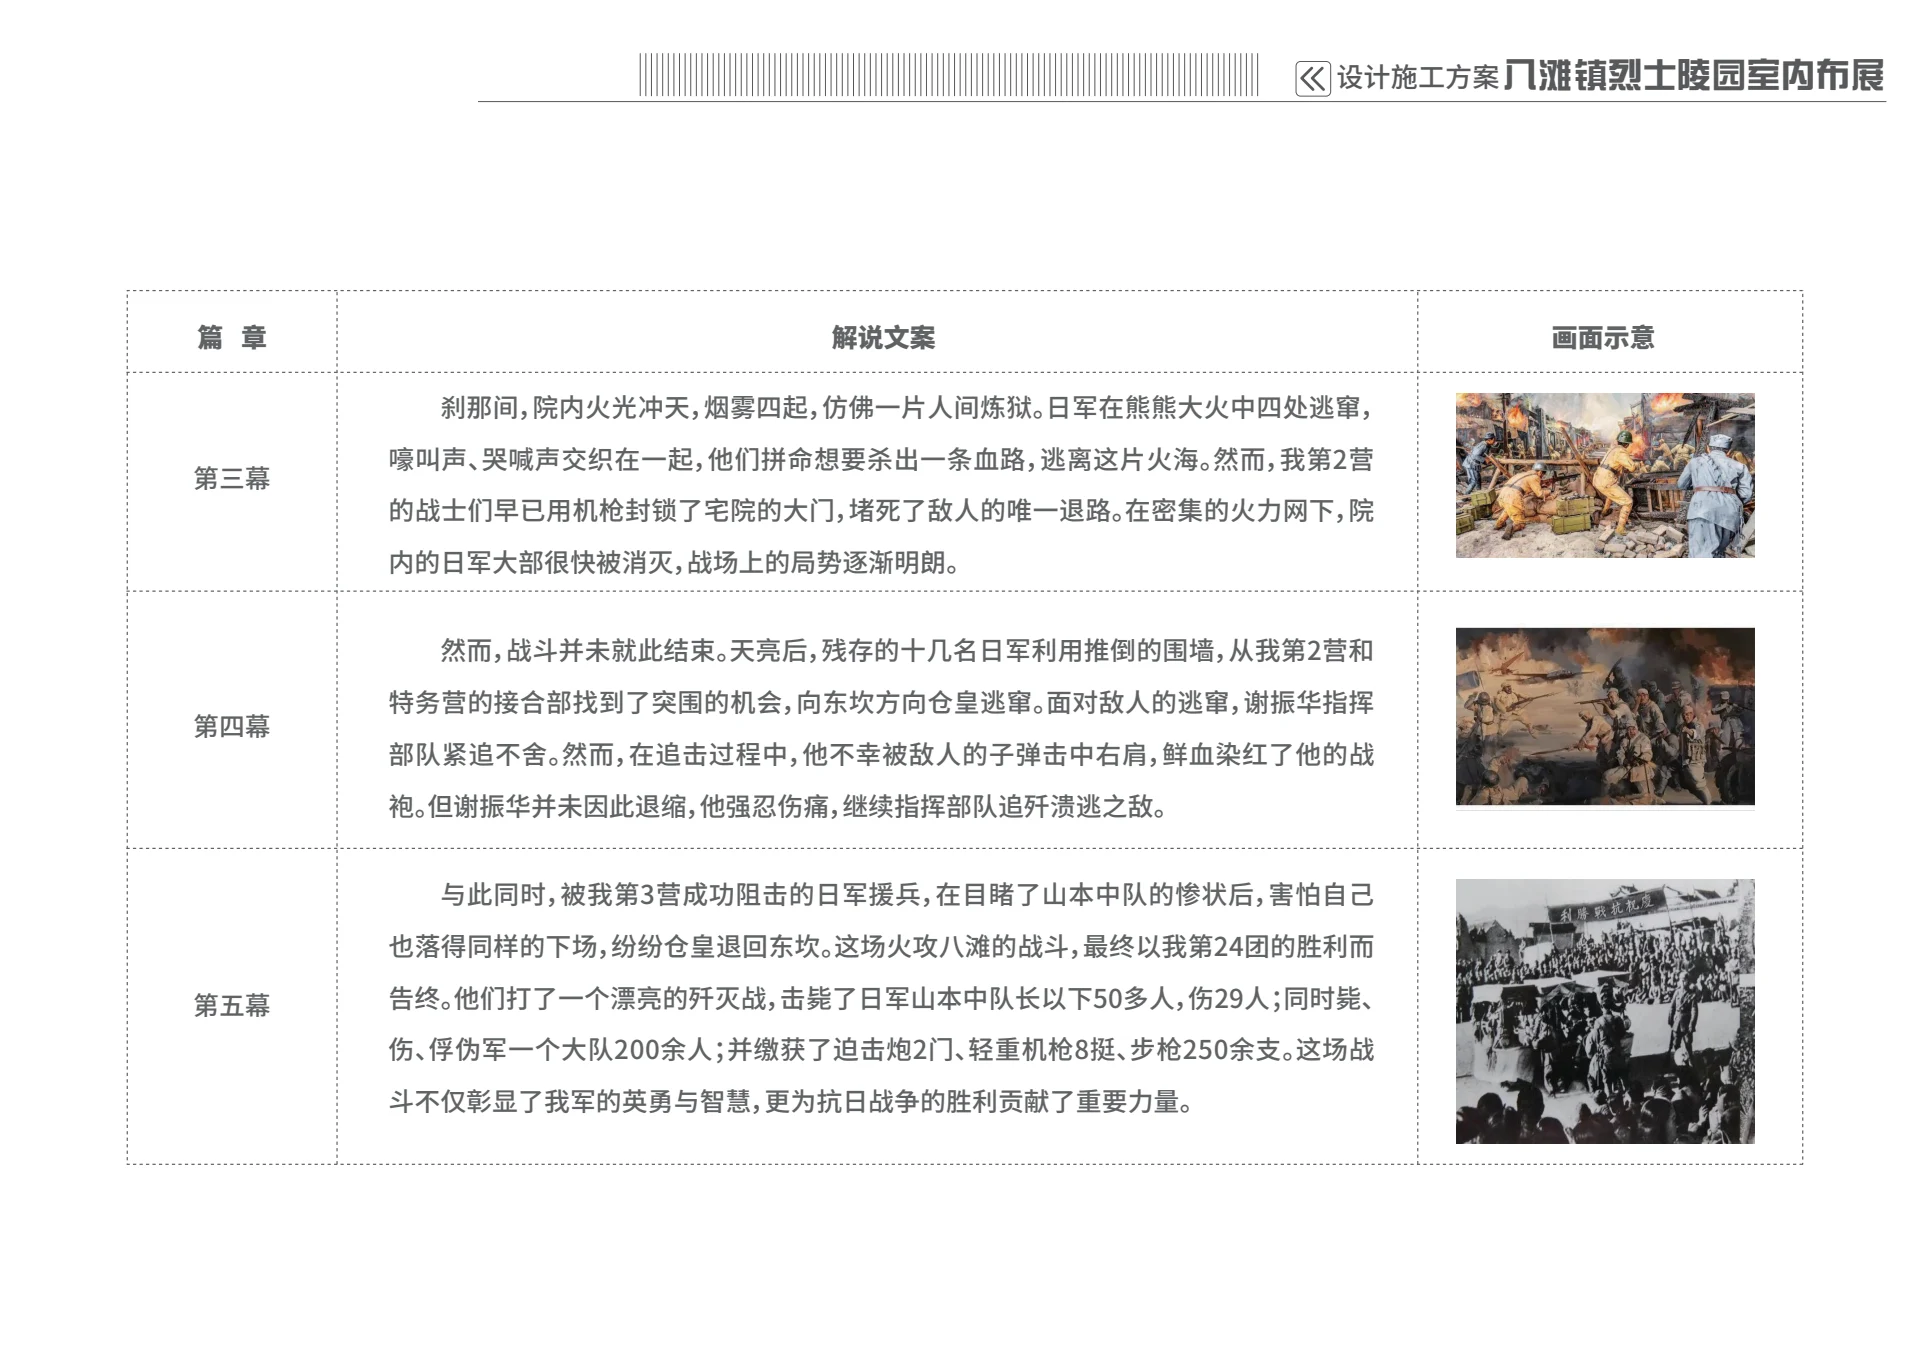 设计施工方案 八滩镇烈士陵园室内布展
篇 章
解说文案
画面示意
第三幕
刹那间，院内火光冲天，烟雾四起，仿佛一片人间炼狱。日军在熊熊大火中四处逃窜，
嚎叫声、哭喊声交织在一起，他们拼命想要杀出一条血路，逃离这片火海。然而，我第2营
的战士们早已用机枪封锁了宅院的大门，堵死了敌人的唯一退路。在密集的火力网下，院
内的日军大部很快被消灭，战场上的局势逐渐明朗。
第四幕
然而，战斗并未就此结束。天亮后，残存的十几名日军利用推倒的围墙，从我第2营和
特务营的接合部找到了突围的机会，向东坎方向仓皇逃窜。面对敌人的逃窜，谢振华指挥
部队紧追不舍。然而，在追击过程中，他不幸被敌人的子弹击中右肩，鲜血染红了他的战
袍。但谢振华并未因此退缩，他强忍伤痛，继续指挥部队追歼溃逃之敌。
第五幕
与此同时，被我第3营成功阻击的日军援兵，在目睹了山本中队的惨状后，害怕自己
也落得同样的下场，纷纷仓皇退回东坎。这场火攻八滩的战斗，最终以我第24团的胜利而
告终。他们打了一个漂亮的歼灭战，击毙了日军山本中队长以下50多人，伤29人；同时毙、
伤、俘伪军一个大队200余人；并缴获了迫击炮2门、轻重机枪8挺、步枪250余支。这场战
斗不仅彰显了我军的英勇与智慧，更为抗日战争的胜利贡献了重要力量。
利勝戰抗祝慶